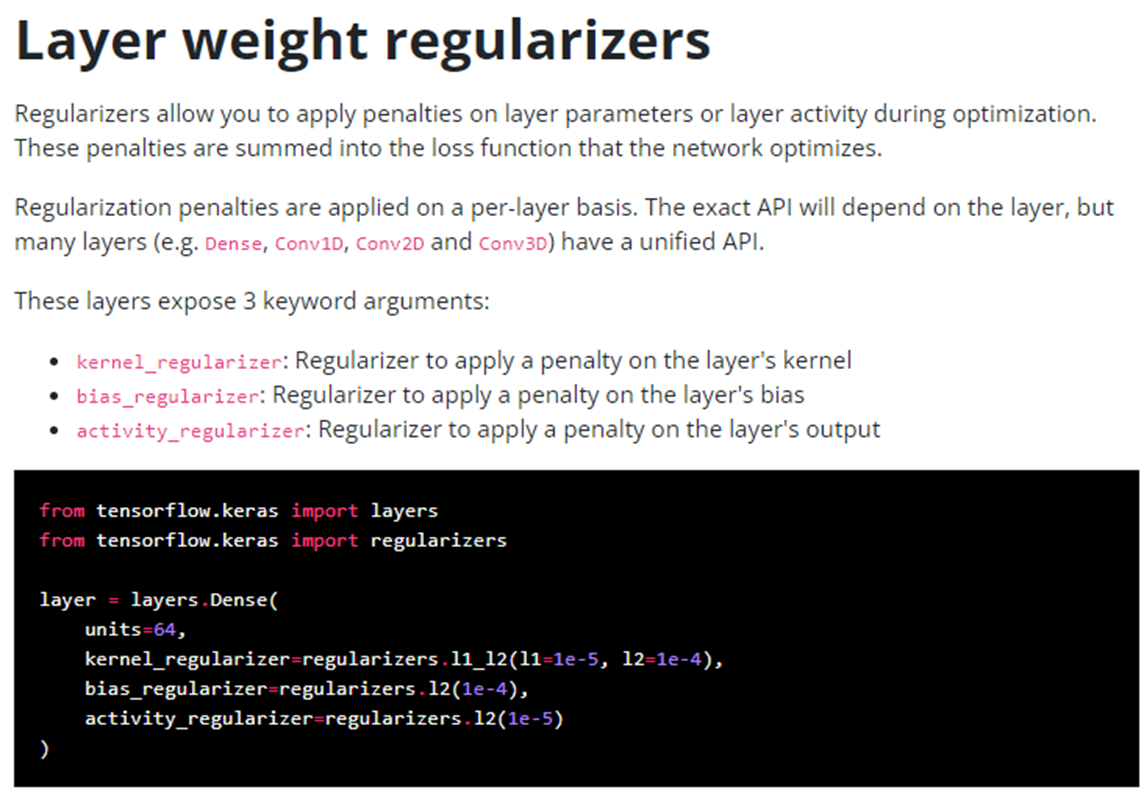 Layer weight regularizers
Regularizers allow you to apply penalties on layer parameters or layer activity during optimization.
These penalties are summed into the loss function that the network optimizes.
Regularization penalties are applied on a per-layer basis. The exact API will depend on the layer, but
many layers (e.g. Dense, Conv1D, Conv2D and Conv3D) have a unified API.
These layers expose 3 keyword arguments:
• kernel_regularizer: Regularizer to apply a penalty on the layer's kernel
• bias_regularizer: Regularizer to apply a penalty on the layer's bias
• activity_regularizer: Regularizer to apply a penalty on the layer's output
from tensorflow.keras import layers
from tensorflow.keras import regularizers
layer = layers.Dense(
    units=64,
    kernel_regularizer=regularizers.l1_l2(l1=1e-5, l2=1e-4),
    bias_regularizer=regularizers.l2(1e-4),
    activity_regularizer=regularizers.l2(1e-5)
)